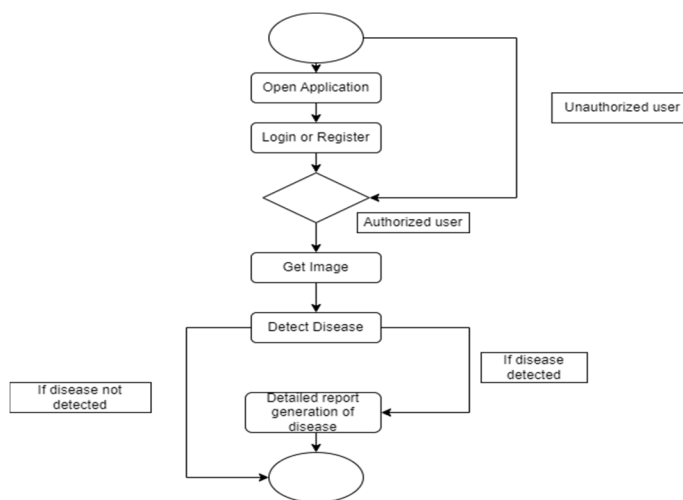 Open Application
Unauthorized user
Login or Register
Authorized user
Get Image
Detect Disease
If disease
detected
If disease not
detected
Detailed report
generation of
disease